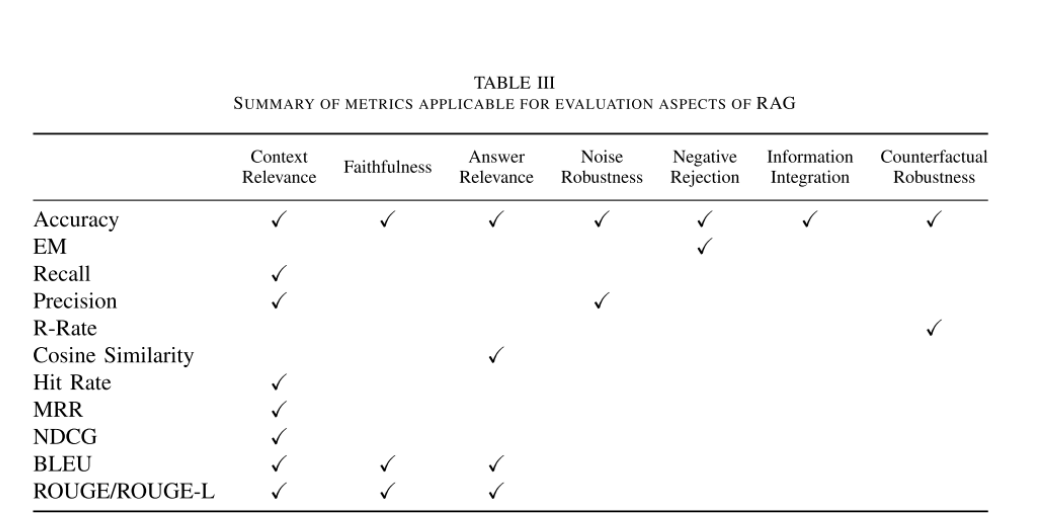 TABLE III
SUMMARY OF METRICS APPLICABLE FOR EVALUATION ASPECTS OF RAG
Context Relevance Faithfulness Answer Relevance Noise Robustness Negative Rejection Information Integration Counterfactual Robustness
Accuracy ✓ ✓ ✓ ✓ ✓ ✓ ✓
EM ✓
Recall ✓
Precision ✓ ✓
R-Rate ✓
Cosine Similarity ✓
Hit Rate ✓
MRR ✓
NDCG ✓
BLEU ✓ ✓ ✓
ROUGE/ROUGE-L ✓ ✓ ✓